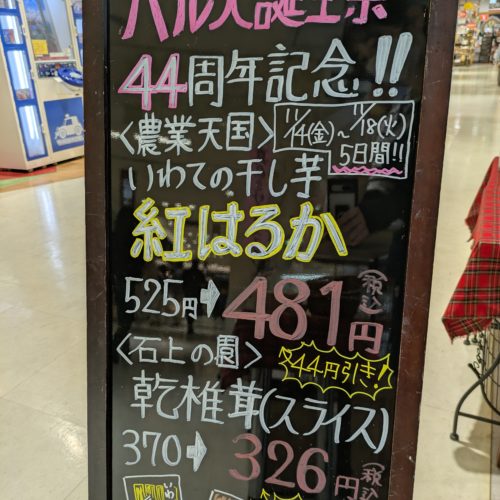 パルス誕生祭
44周年記念!!
〈農業天国〉
11/14(金)~11/18(火)
5日間!!
いわての干し芋
紅はるか
525円→481円(税込)
44円引き!
〈石上の園〉
乾椎茸(スライス)
370→326円(税込)